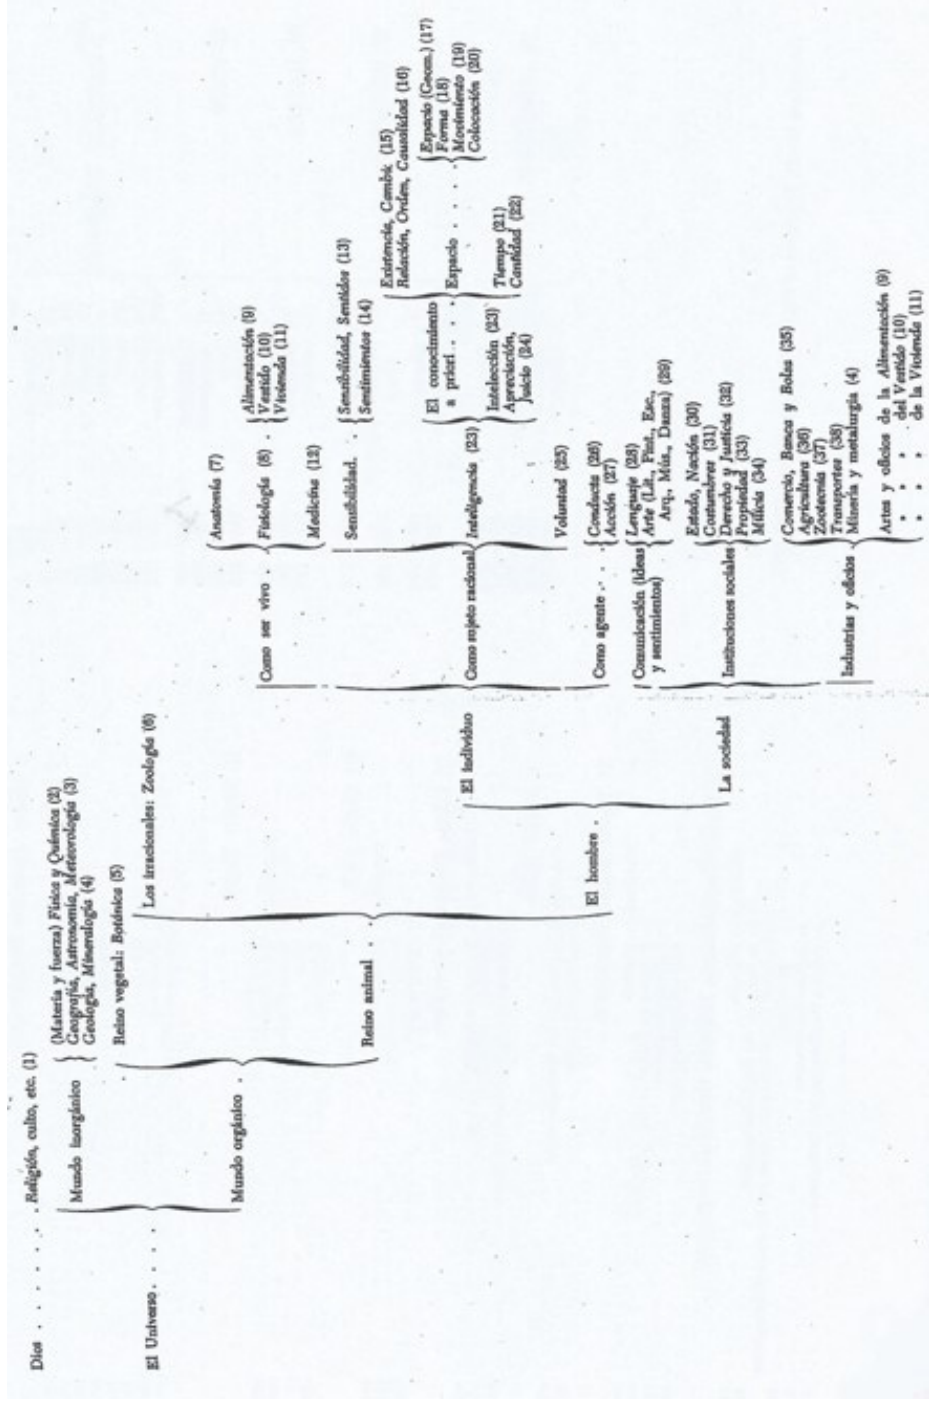 Dios . . . . . . . Religión, culto, etc. (1)
El Universo. . . .
Mundo inorgánico
(Materia y fuerza) Física y Química (2)
Geografía, Astronomía, Meteorología (3)
Geología, Mineralogía (4)
Mundo orgánico .
Reino vegetal: Botánica (5)
Reino animal . .
Los irracionales: Zoología (6)
El hombre .
El individuo
Como ser vivo .
Anatomía (7)
Fisiología (8) .
Alimentación (9)
Vestido (10)
Vivienda (11)
Medicina (12)
Como sujeto racional
Sensibilidad. .
Sensibilidad, Sentidos (13)
Sentimientos (14)
Inteligencia (23)
El conocimiento
a priori . . . .
Existencia, Cambio (15)
Relación, Orden, Causalidad (16)
Espacio . . . . .
Espacio (Geom.) (17)
Forma (18)
Movimiento (19)
Colocación (20)
Tiempo (21)
Cantidad (22)
Intelección (23)
Apreciación,
Juicio (24)
Voluntad (25)
Como agente . . .
Conducta (26)
Acción (27)
La sociedad
Comunicación (ideas
y sentimientos)
Lenguaje (28)
Arte (Lit., Pint., Esc.,
Arq., Mús., Danza) (29)
Instituciones sociales
Estado, Nación (30)
Costumbres (31)
Derecho y Justicia (32)
Propiedad (33)
Milicia (34)
Industrias y oficios .
Comercio, Banca y Bolsa (35)
Agricultura (36)
Zootecnia (37)
Transportes (38)
Minería y metalurgia (4)
Artes y oficios de la Alimentación (9)
. . . . del Vestido (10)
. . . . de la Vivienda (11)